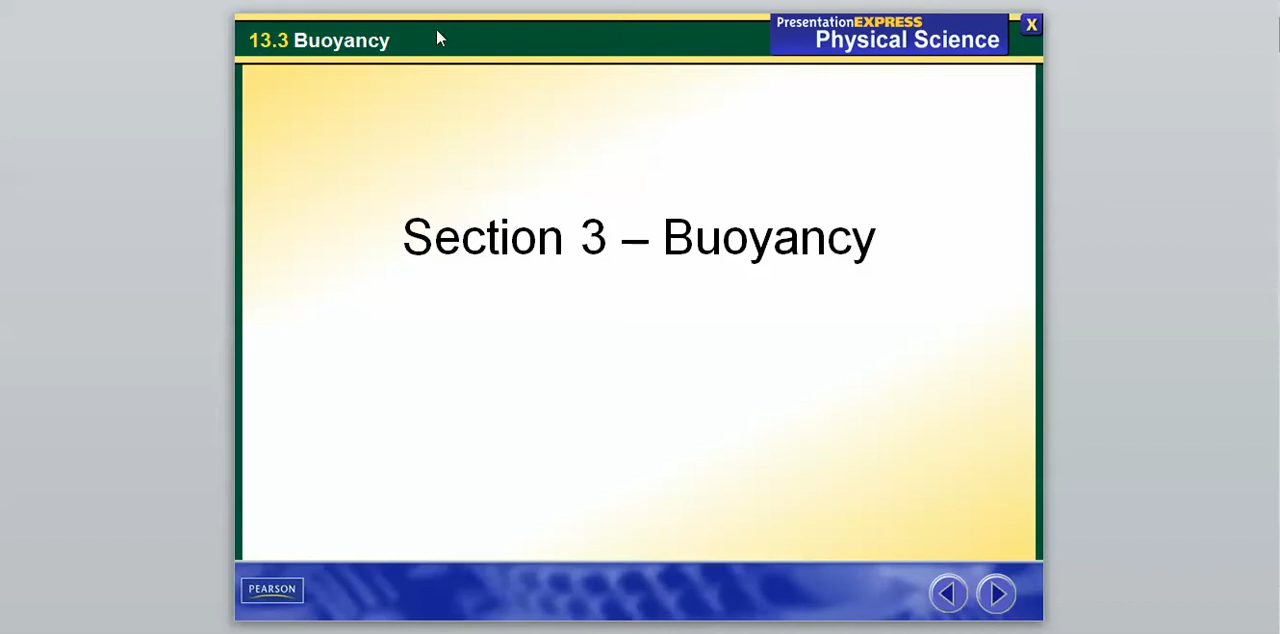 13.3 Buoyancy
PresentationEXPRESS
Physical Science
X
Section 3 – Buoyancy
PEARSON